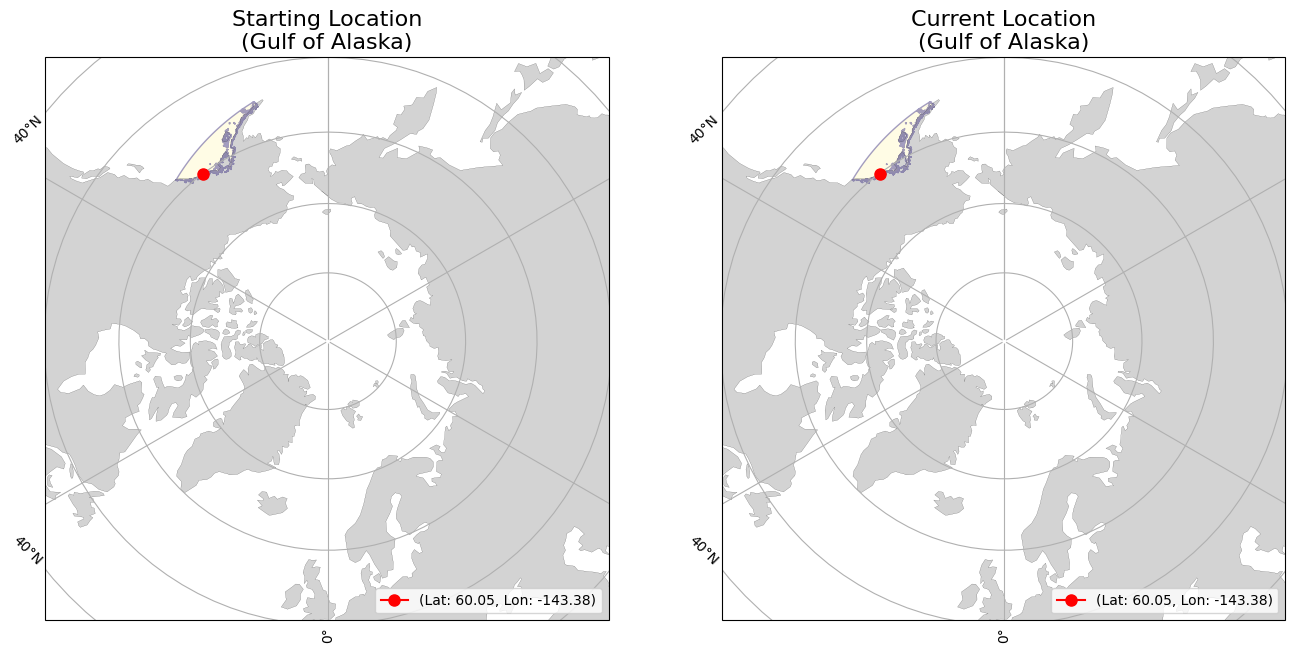 Starting Location
(Gulf of Alaska)
40°N
40°N
0°
(Lat: 60.05, Lon: -143.38)
Current Location
(Gulf of Alaska)
40°N
40°N
0°
(Lat: 60.05, Lon: -143.38)